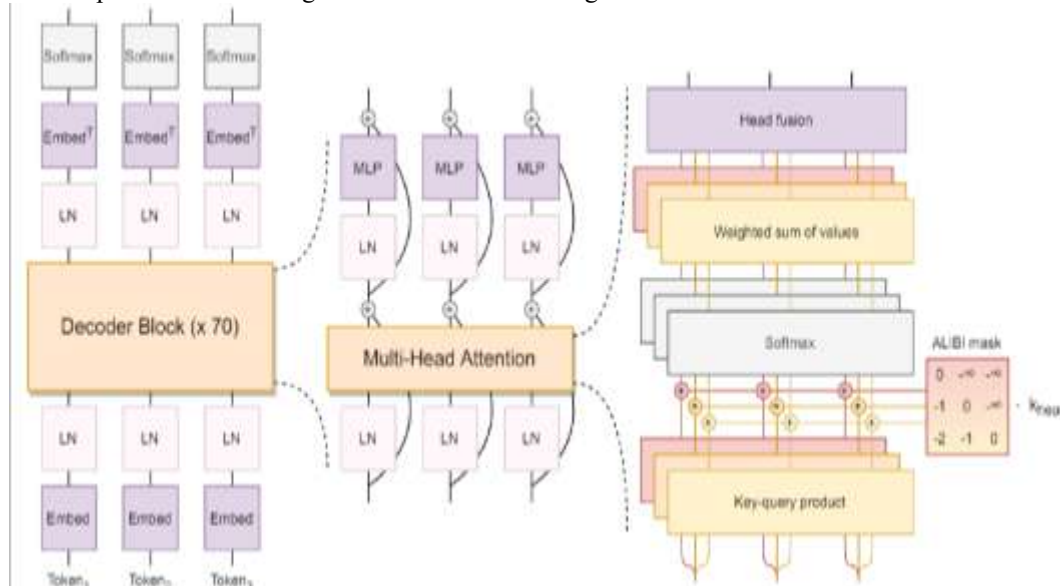 Softmax Softmax Softmax
Embed^T Embed^T Embed^T
LN LN LN
Decoder Block (x 70)
LN LN LN
Embed Embed Embed
MLP MLP MLP
LN LN LN
Multi-Head Attention
LN LN LN
Head fusion
Weighted sum of values
Softmax
ALIBI mask
0 -∞ -∞
-1 0 -∞
-2 -1 0
Key-query product